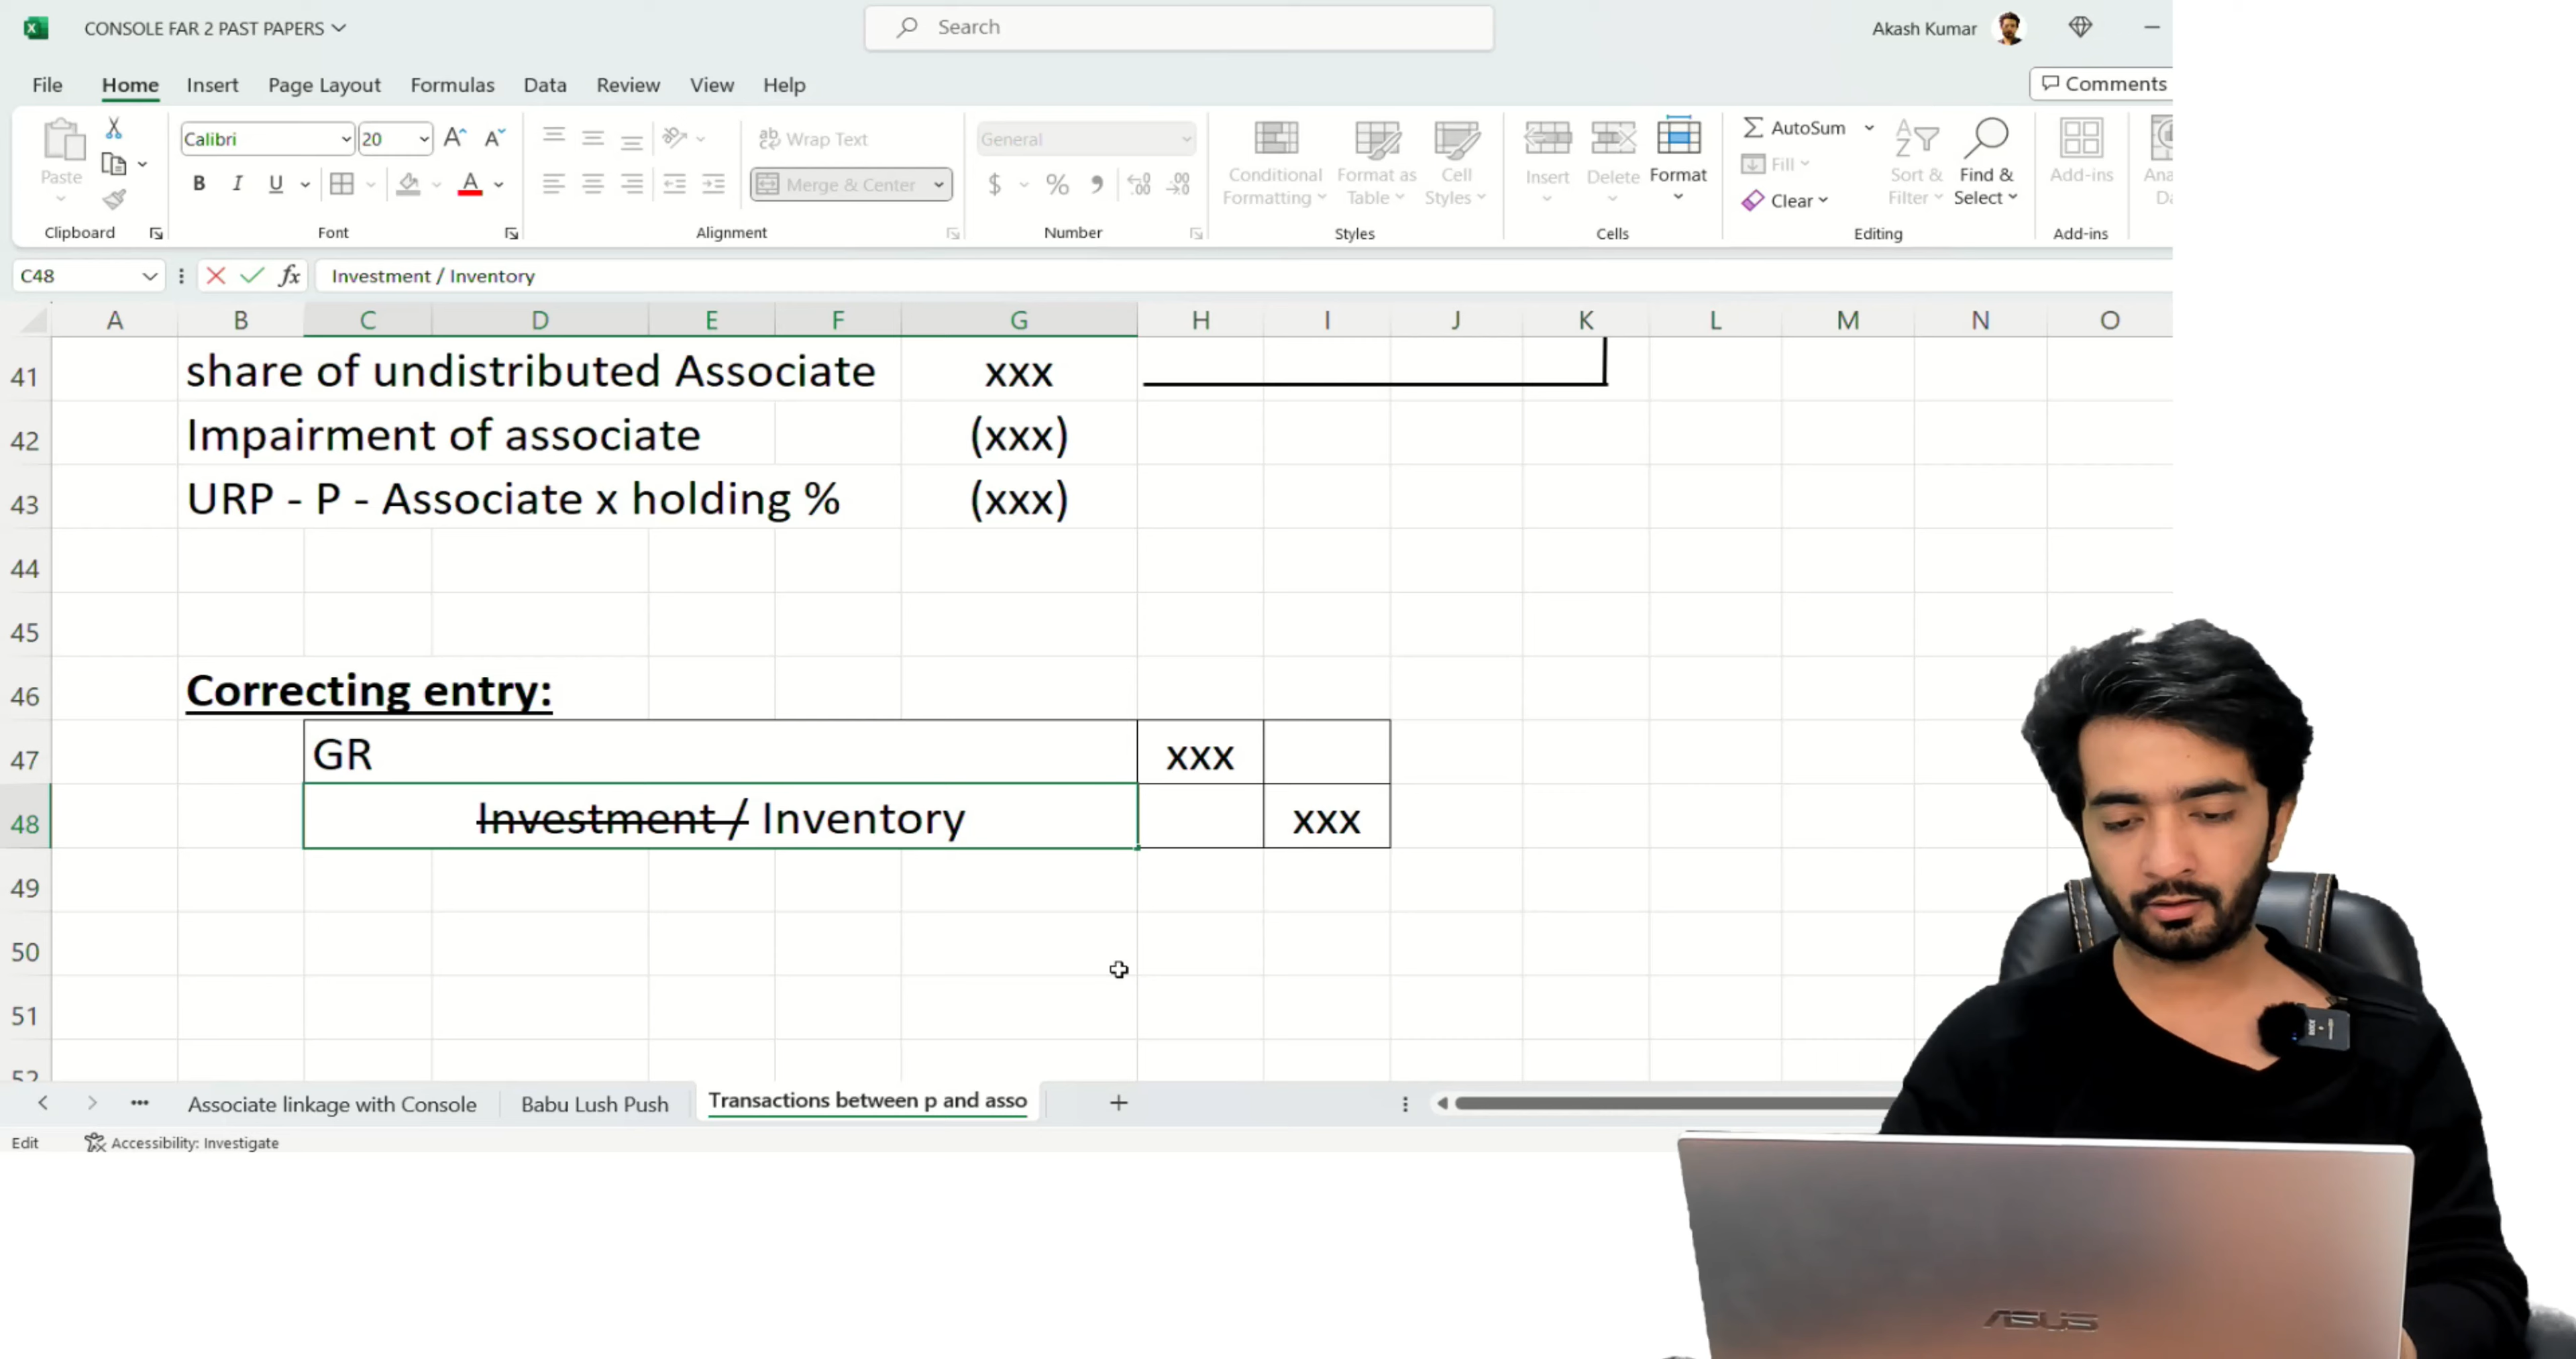 CONSOLE FAR 2 PAST PAPERS
Search
Akash Kumar
File Home Insert Page Layout Formulas Data Review View Help
Comments
Paste
Calibri 20
Wrap Text
General
Merge & Center
Conditional Formatting
Format as Table
Cell Styles
Insert
Delete
Format
AutoSum
Fill
Clear
Sort & Filter
Find & Select
Add-ins
Clipboard Font Alignment Number Styles Cells Editing Add-ins
C48 fx Investment / Inventory
A B C D E F G H I J K L M N O
41 share of undistributed Associate xxx
42 Impairment of associate (xxx)
43 URP - P - Associate x holding % (xxx)
44
45
46 Correcting entry:
47 GR xxx
48 Investment / Inventory xxx
49
50
51
52
Associate linkage with Console Babu Lush Push Transactions between p and asso
Edit Accessibility: Investigate
ASUS